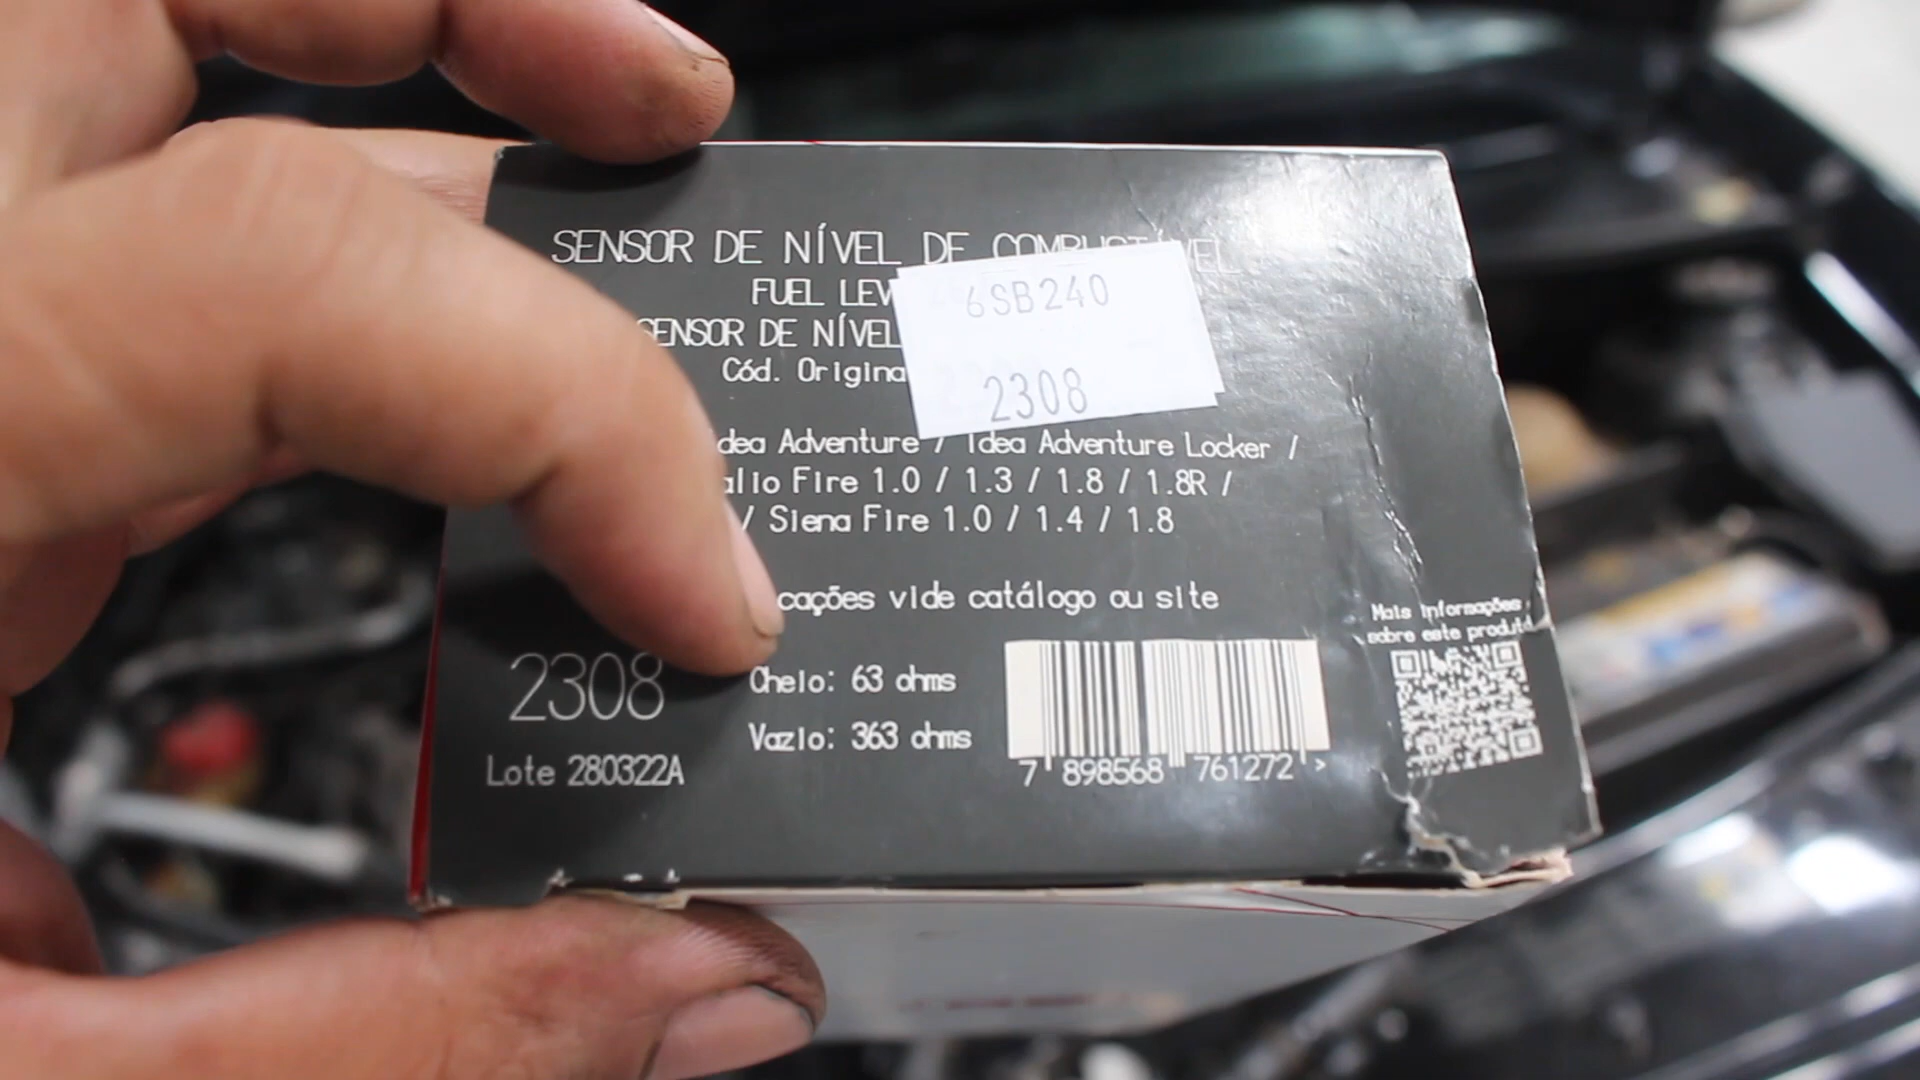 SENSOR DE NÍVEL DE COMBUSTÍVEL
FUEL LEV
6SB240
SENSOR DE NÍVEL
Cód. Origina
2308
dea Adventure / Idea Adventure Locker /
alio Fire 1.0 / 1.3 / 1.8 / 1.8R /
/ Siena Fire 1.0 / 1.4 / 1.8
cações vide catálogo ou site
Mais informações
sobre este produto
2308
Cheio: 63 ohms
Vazio: 363 ohms
Lote 280322A
7 898568 761272 >